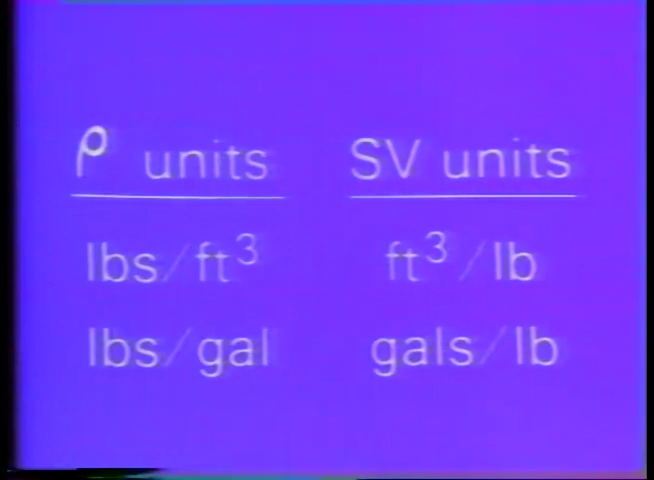 ρ units SV units
lbs/ft³ ft³/lb
lbs/gal gals/lb